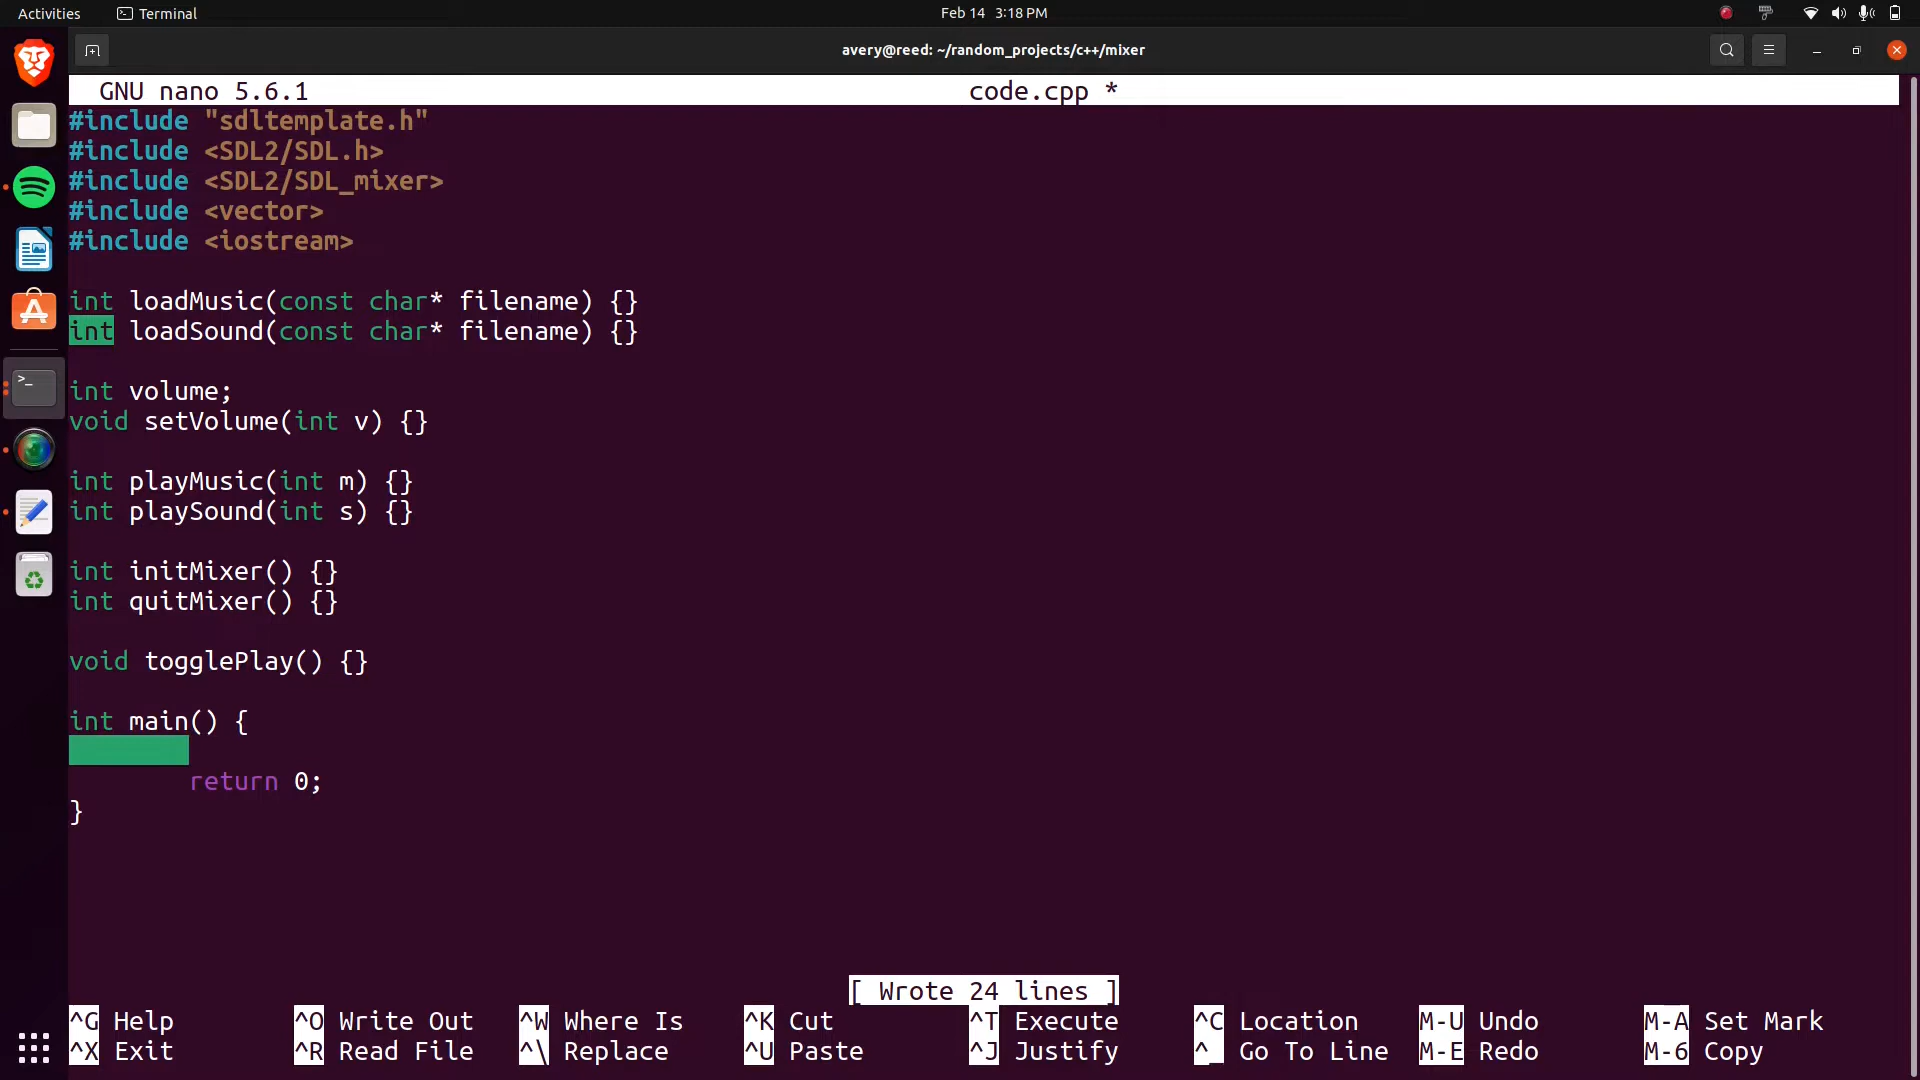 Activities Terminal Feb 14 3:18 PM
avery@reed: ~/random_projects/c++/mixer
GNU nano 5.6.1 code.cpp *
#include "sdltemplate.h"
#include <SDL2/SDL.h>
#include <SDL2/SDL_mixer>
#include <vector>
#include <iostream>
int loadMusic(const char* filename) {}
int loadSound(const char* filename) {}
int volume;
void setVolume(int v) {}
int playMusic(int m) {}
int playSound(int s) {}
int initMixer() {}
int quitMixer() {}
void togglePlay() {}
int main() {
return 0;
}
[ Wrote 24 lines ]
^G Help ^O Write Out ^W Where Is ^K Cut ^T Execute ^C Location M-U Undo M-A Set Mark
^X Exit ^R Read File ^\ Replace ^U Paste ^J Justify ^_ Go To Line M-E Redo M-6 Copy